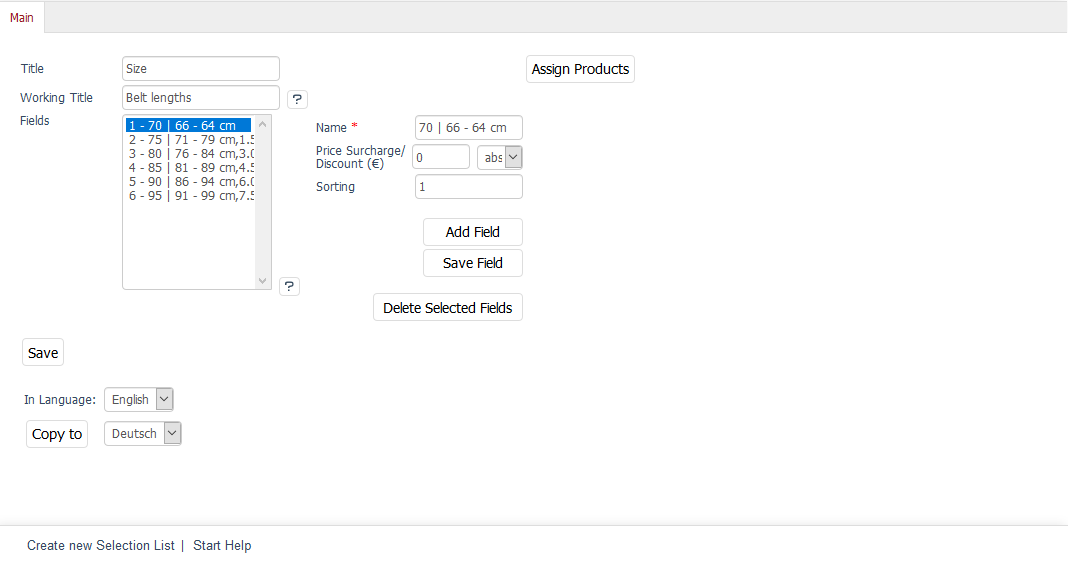 Main
Title
Size
Assign Products
Working Title
Belt lengths
?
Fields
1 - 70 | 66 - 64 cm
2 - 75 | 71 - 79 cm,1.5
3 - 80 | 76 - 84 cm,3.0
4 - 85 | 81 - 89 cm,4.5
5 - 90 | 86 - 94 cm,6.0
6 - 95 | 91 - 99 cm,7.5
?
Name *
70 | 66 - 64 cm
Price Surcharge/
Discount (€)
0
abs
Sorting
1
Add Field
Save Field
Delete Selected Fields
Save
In Language:
English
Copy to
Deutsch
Create new Selection List | Start Help